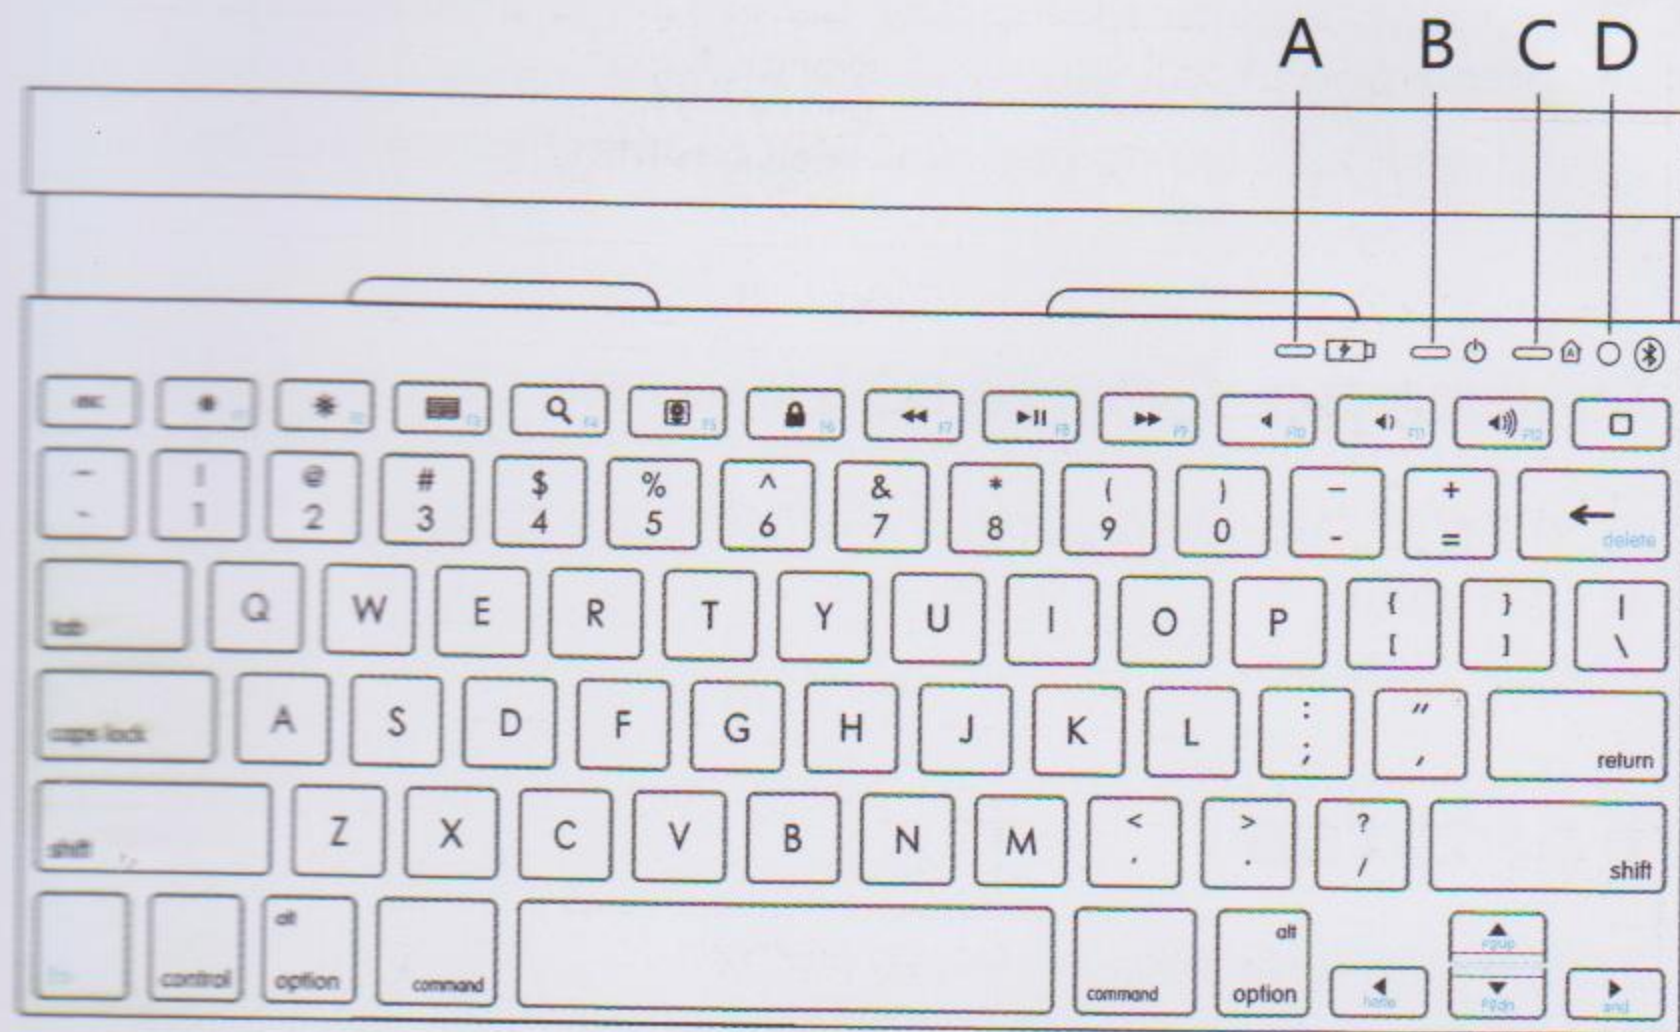 A B C D
A
esc F1 F2 F3 F4 F5 F6 F7 F8 F9 F10 F11 F12
! @ # $ % ^ & * ( ) – +
1 2 3 4 5 6 7 8 9 0 - = delete
tab Q W E R T Y U I O P { [ } ] | \
caps lock A S D F G H J K L : ; " ' return
shift Z X C V B N M < , > . ? / shift
alt alt PgUp
control option command command option home PgDn end